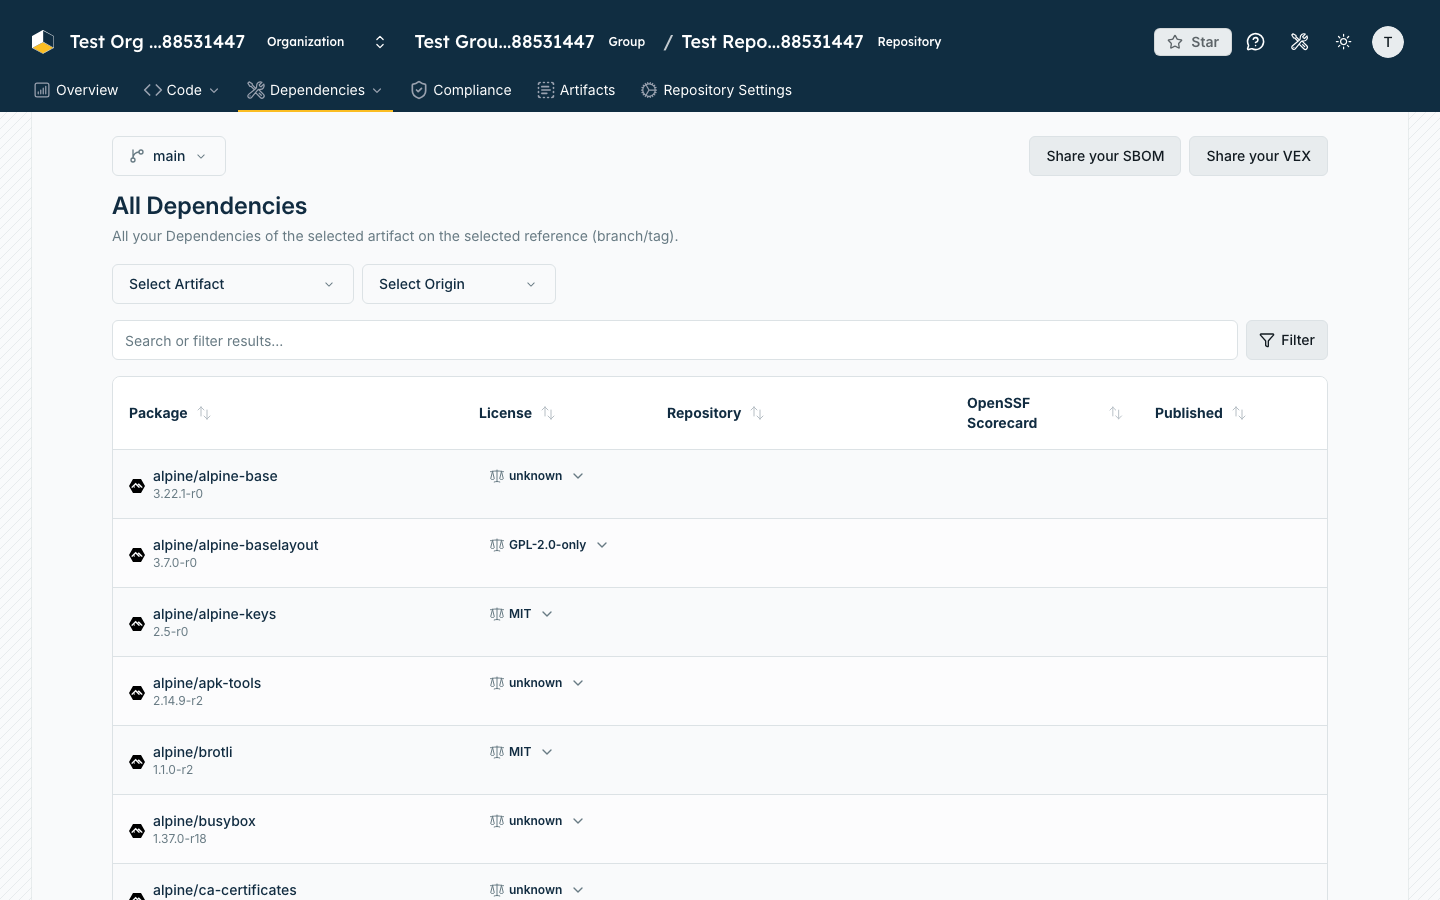 Test Org ...88531447 Organization Test Grou...88531447 Group / Test Repo...88531447 Repository Star T
Overview Code Dependencies Compliance Artifacts Repository Settings
main Share your SBOM Share your VEX
All Dependencies
All your Dependencies of the selected artifact on the selected reference (branch/tag).
Select Artifact Select Origin
Search or filter results... Filter
Package License Repository OpenSSF Scorecard Published
alpine/alpine-base unknown
3.22.1-r0
alpine/alpine-baselayout GPL-2.0-only
3.7.0-r0
alpine/alpine-keys MIT
2.5-r0
alpine/apk-tools unknown
2.14.9-r2
alpine/brotli MIT
1.1.0-r2
alpine/busybox unknown
1.37.0-r18
alpine/ca-certificates unknown